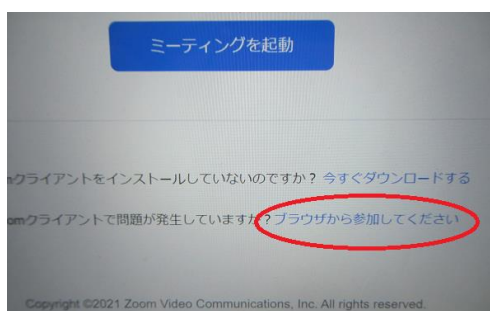 ミーティングを起動
mクライアントをインストールしていないのですか？ 今すぐダウンロードする
omクライアントで問題が発生していますか？ブラウザから参加してください
Copyright ©2021 Zoom Video Communications, Inc. All rights reserved.